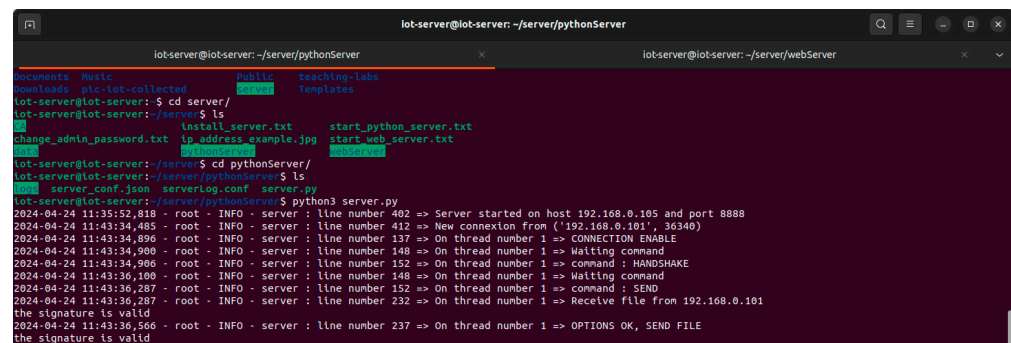 iot-server@iot-server: ~/server/pythonServer
iot-server@iot-server: ~/server/pythonServer × iot-server@iot-server: ~/server/webServer ×
Documents Music Public teaching-labs
Downloads pic-iot-collected server Templates
iot-server@iot-server:~$ cd server/
iot-server@iot-server:~/server$ ls
CA install_server.txt start_python_server.txt
change_admin_password.txt ip_address_example.jpg start_web_server.txt
data pythonServer webServer
iot-server@iot-server:~/server$ cd pythonServer/
iot-server@iot-server:~/server/pythonServer$ ls
logs server_conf.json serverLog.conf server.py
iot-server@iot-server:~/server/pythonServer$ python3 server.py
2024-04-24 11:35:52,818 - root - INFO - server : line number 402 => Server started on host 192.168.0.105 and port 8888
2024-04-24 11:43:34,485 - root - INFO - server : line number 412 => New connexion from ('192.168.0.101', 36340)
2024-04-24 11:43:34,896 - root - INFO - server : line number 137 => On thread number 1 => CONNECTION ENABLE
2024-04-24 11:43:34,900 - root - INFO - server : line number 148 => On thread number 1 => Waiting command
2024-04-24 11:43:34,906 - root - INFO - server : line number 152 => On thread number 1 => command : HANDSHAKE
2024-04-24 11:43:36,100 - root - INFO - server : line number 148 => On thread number 1 => Waiting command
2024-04-24 11:43:36,287 - root - INFO - server : line number 152 => On thread number 1 => command : SEND
2024-04-24 11:43:36,287 - root - INFO - server : line number 232 => On thread number 1 => Receive file from 192.168.0.101
the signature is valid
2024-04-24 11:43:36,566 - root - INFO - server : line number 237 => On thread number 1 => OPTIONS OK, SEND FILE
the signature is valid